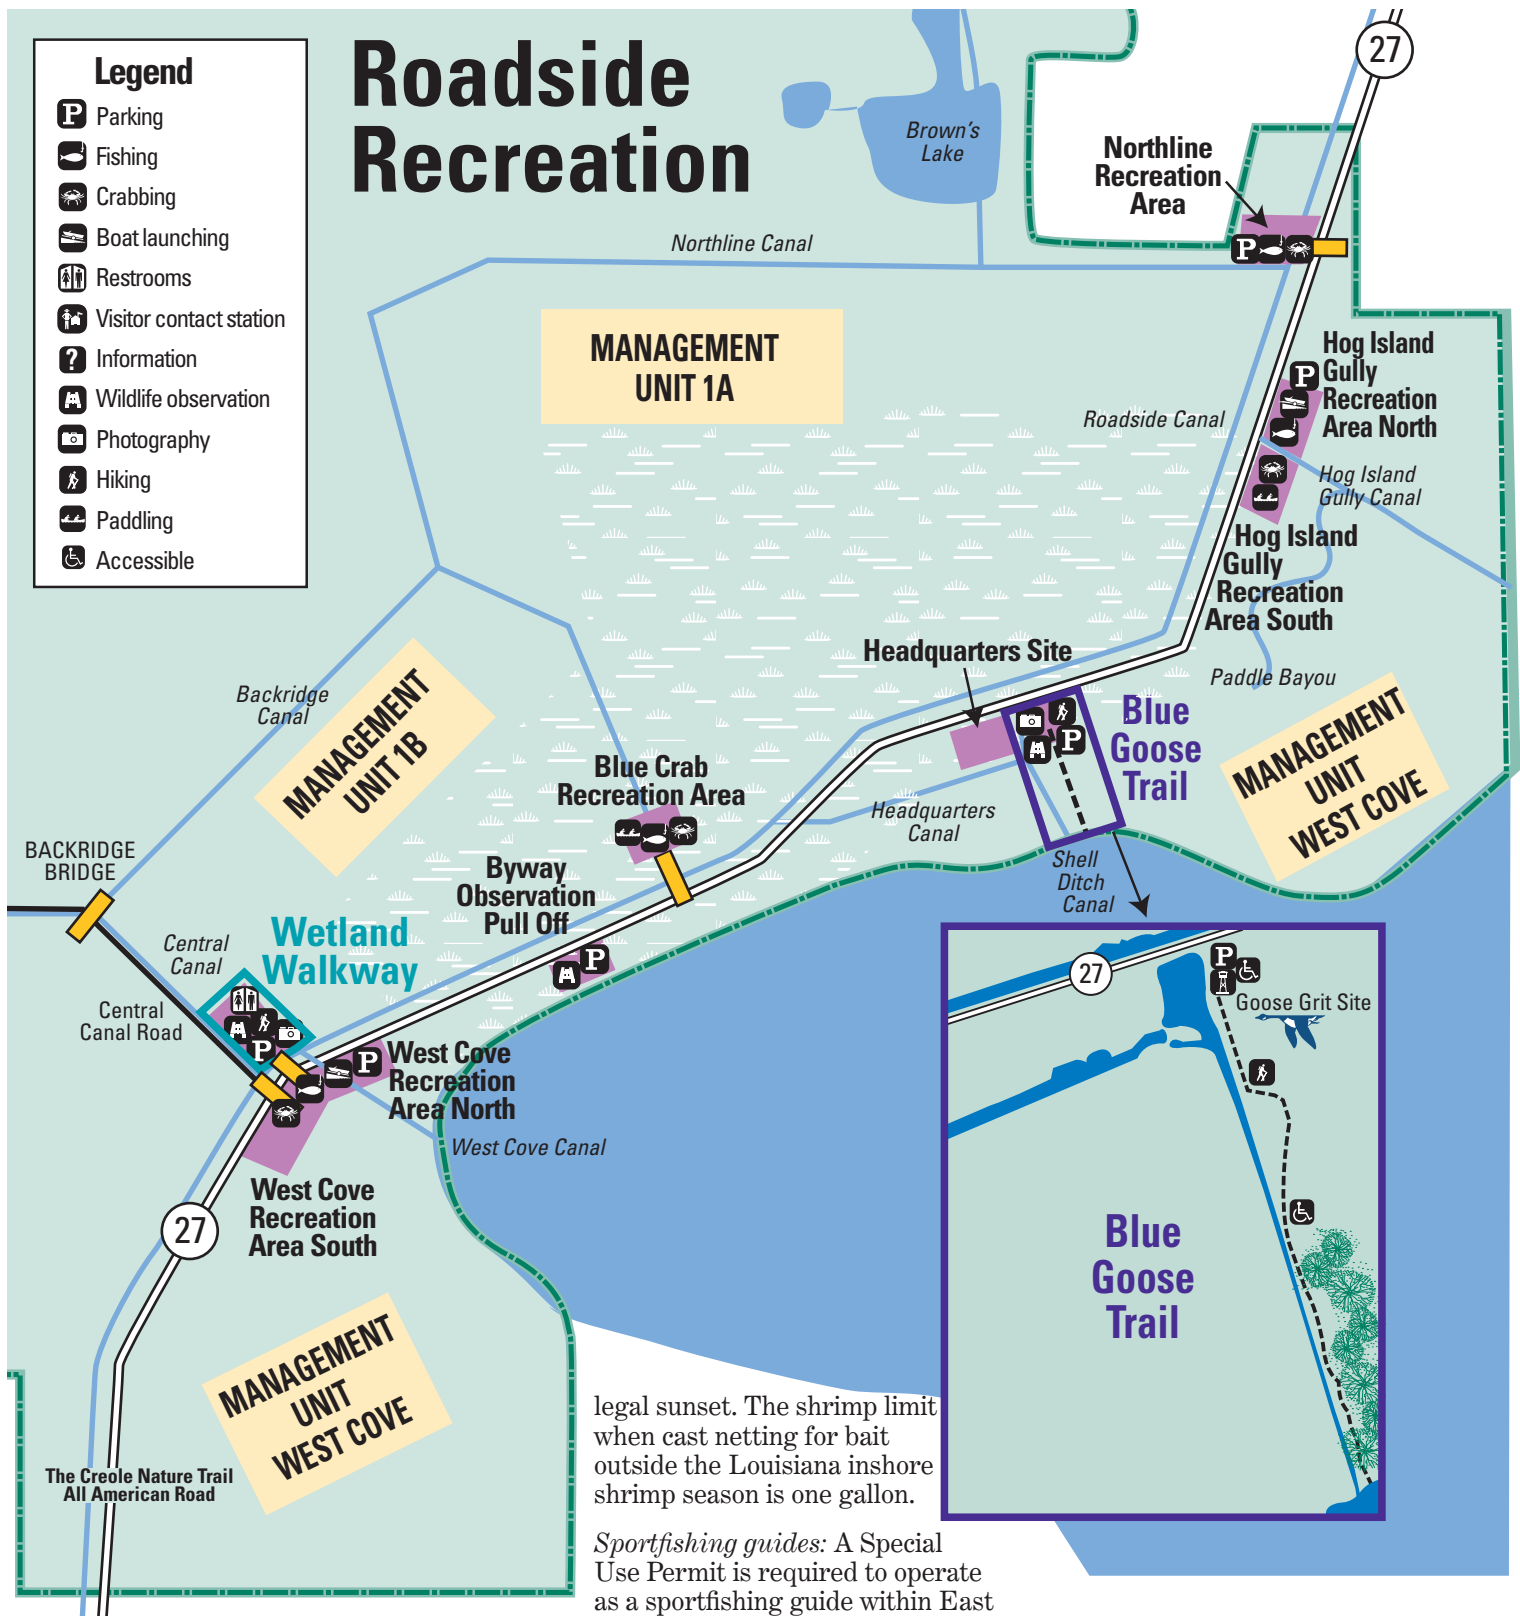 Roadside
Recreation
Legend
P Parking
Fishing
Crabbing
Boat launching
Restrooms
Visitor contact station
? Information
Wildlife observation
Photography
Hiking
Paddling
Accessible
27
Brown's
Lake
Northline
Recreation
Area
Northline Canal
P
MANAGEMENT
UNIT 1A
Hog Island
Gully
Recreation
Area North
P
Roadside Canal
Hog Island
Gully Canal
Hog Island
Gully
Recreation
Area South
Headquarters Site
Paddle Bayou
Backridge
Canal
MANAGEMENT
UNIT 1B
Blue
Goose
Trail
P
MANAGEMENT
UNIT
WEST COVE
Blue Crab
Recreation Area
Headquarters
Canal
BACKRIDGE
BRIDGE
Byway
Observation
Pull Off
P
Shell
Ditch
Canal
Wetland
Walkway
Central
Canal
Central
Canal Road
P
P
West Cove
Recreation
Area North
West Cove Canal
West Cove
Recreation
Area South
27
27
P
Goose Grit Site
Blue
Goose
Trail
MANAGEMENT
UNIT
WEST COVE
The Creole Nature Trail
All American Road
legal sunset. The shrimp limit
when cast netting for bait
outside the Louisiana inshore
shrimp season is one gallon.
Sportfishing guides: A Special
Use Permit is required to operate
as a sportfishing guide within East